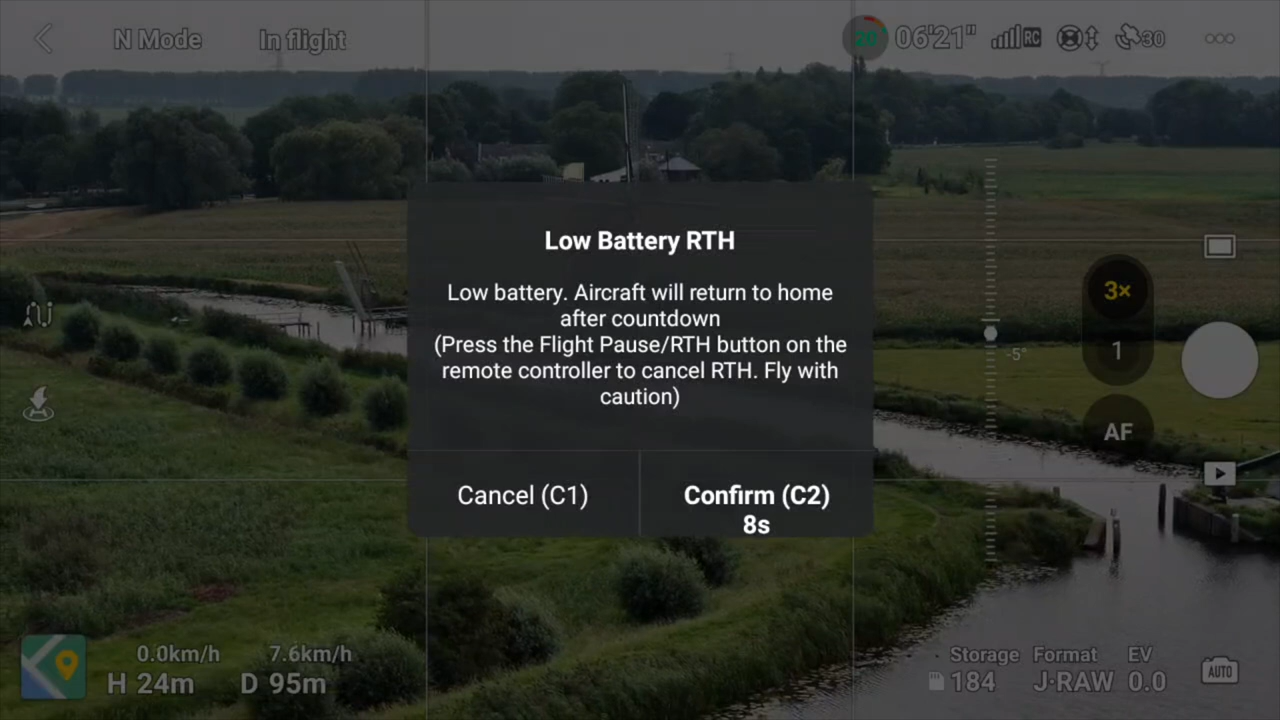 N Mode In flight 20 06'21" RC 30
Low Battery RTH
Low battery. Aircraft will return to home
after countdown
(Press the Flight Pause/RTH button on the
remote controller to cancel RTH. Fly with
caution)
3×
1
-5°
AF
Cancel (C1) Confirm (C2)
8s
0.0km/h 7.6km/h
H 24m D 95m
Storage Format EV
184 J-RAW 0.0
AUTO